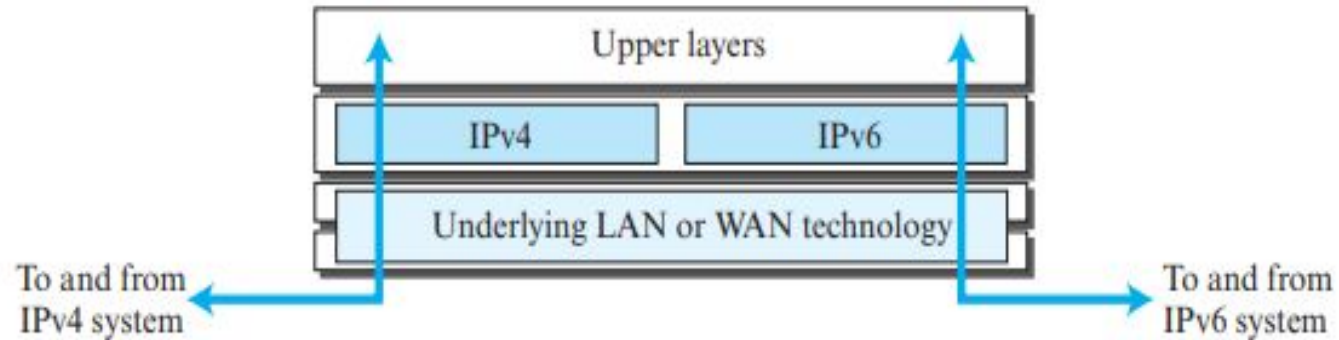 Upper layers
IPv4
IPv6
Underlying LAN or WAN technology
To and from
IPv4 system
To and from
IPv6 system